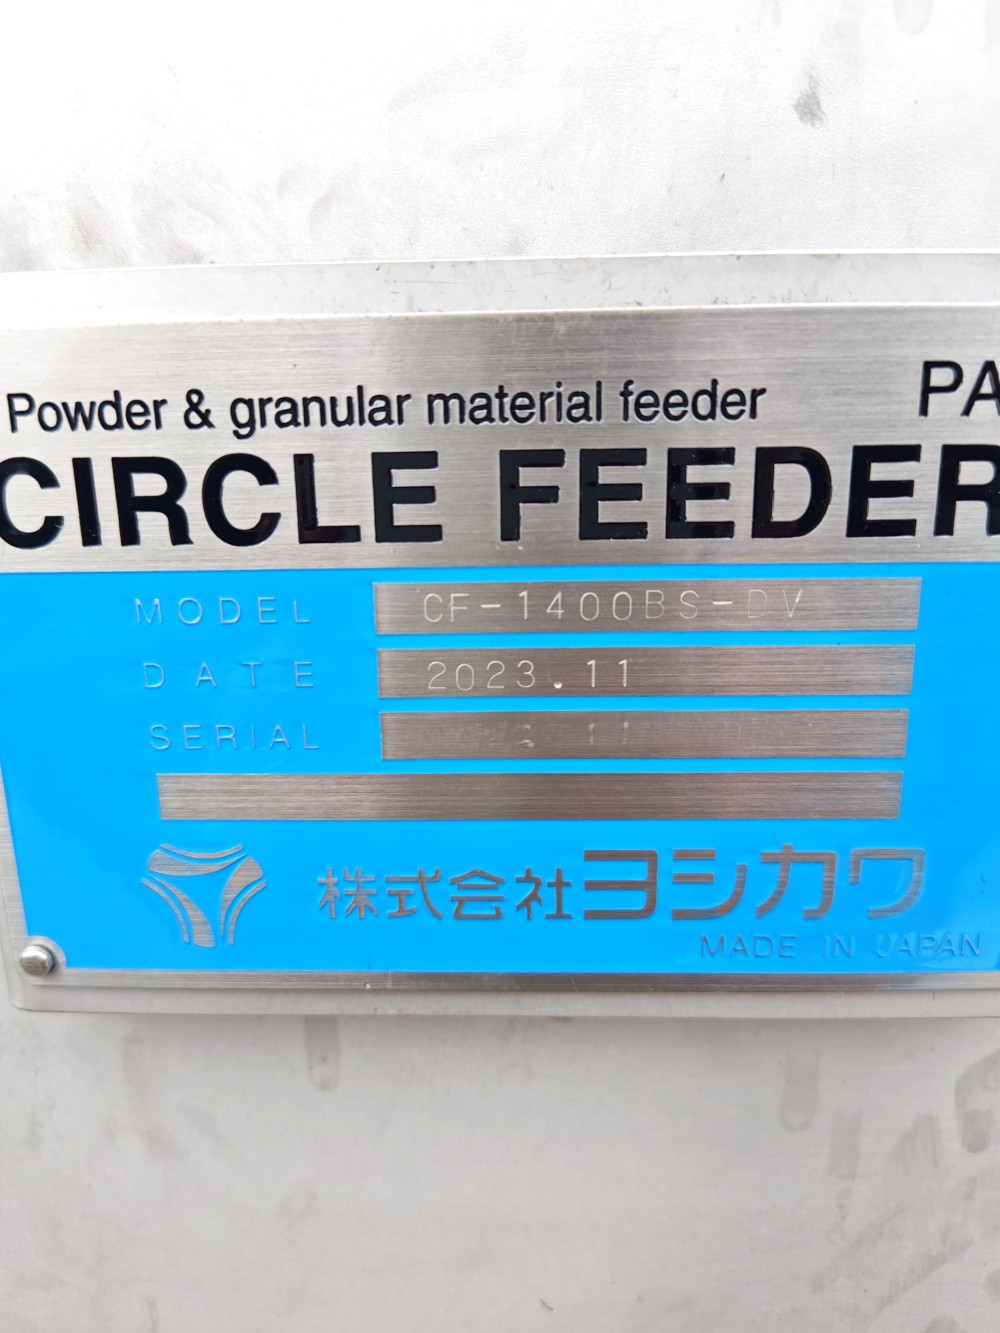 Powder & granular material feeder PA
CIRCLE FEEDER
MODEL CF-1400BS-DV
DATE 2023.11
SERIAL
株式会社ヨシカワ
MADE IN JAPAN